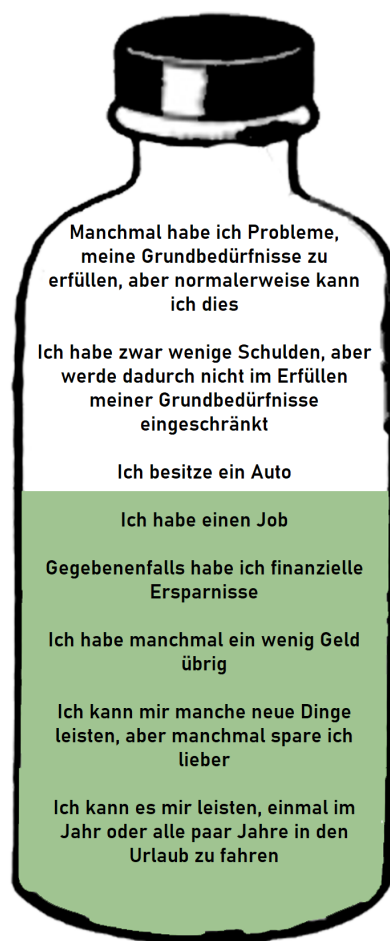 Manchmal habe ich Probleme,
meine Grundbedürfnisse zu
erfüllen, aber normalerweise kann
ich dies
Ich habe zwar wenige Schulden, aber
werde dadurch nicht im Erfüllen
meiner Grundbedürfnisse
eingeschränkt
Ich besitze ein Auto
Ich habe einen Job
Gegebenenfalls habe ich finanzielle
Ersparnisse
Ich habe manchmal ein wenig Geld
übrig
Ich kann mir manche neue Dinge
leisten, aber manchmal spare ich
lieber
Ich kann es mir leisten, einmal im
Jahr oder alle paar Jahre in den
Urlaub zu fahren